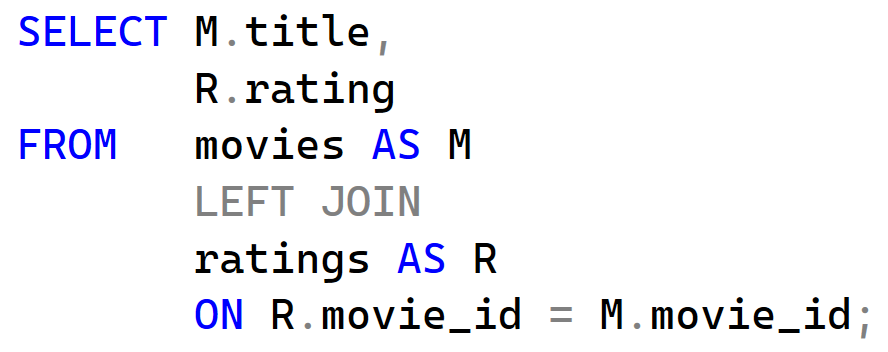 SELECT M.title,
R.rating
FROM movies AS M
LEFT JOIN
ratings AS R
ON R.movie_id = M.movie_id;